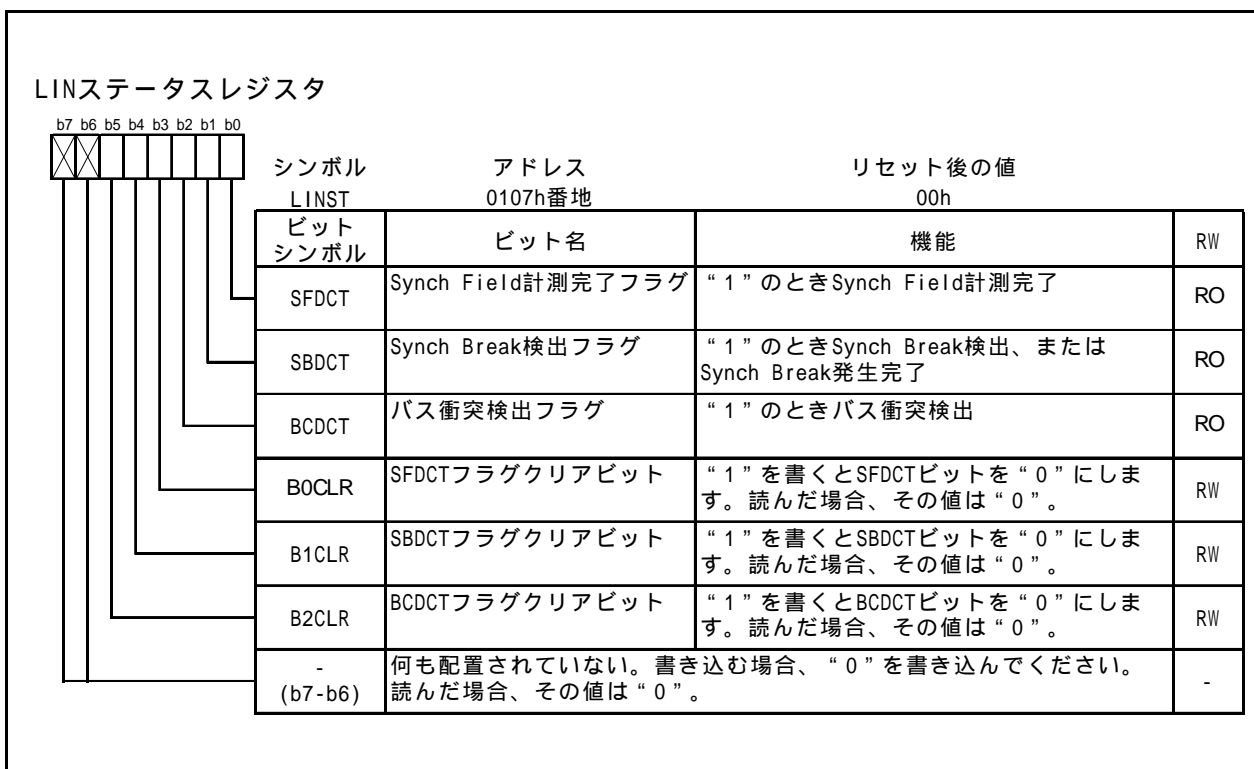 LINステータスレジスタ
b7 b6 b5 b4 b3 b2 b1 b0
シンボル アドレス リセット後の値
LINST 0107h番地 00h
ビット
シンボル ビット名 機能 RW
SFDCT Synch Field計測完了フラグ “1”のときSynch Field計測完了 RO
SBDCT Synch Break検出フラグ “1”のときSynch Break検出、または
Synch Break発生完了 RO
BCDCT バス衝突検出フラグ “1”のときバス衝突検出 RO
B0CLR SFDCTフラグクリアビット “1”を書くとSFDCTビットを“0”にしま
す。読んだ場合、その値は“0”。 RW
B1CLR SBDCTフラグクリアビット “1”を書くとSBDCTビットを“0”にしま
す。読んだ場合、その値は“0”。 RW
B2CLR BCDCTフラグクリアビット “1”を書くとBCDCTビットを“0”にしま
す。読んだ場合、その値は“0”。 RW
- 何も配置されていない。書き込む場合、“0”を書き込んでください。
(b7-b6) 読んだ場合、その値は“0”。 -